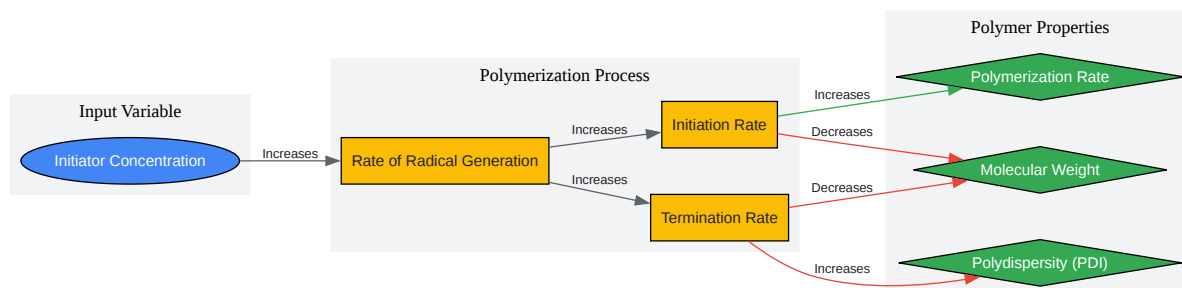 Input Variable
Initiator Concentration
Increases
Polymerization Process
Rate of Radical Generation
Increases
Increases
Initiation Rate
Termination Rate
Increases
Decreases
Decreases
Increases
Polymer Properties
Polymerization Rate
Molecular Weight
Polydispersity (PDI)